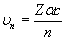 υₙ = Zαc / n